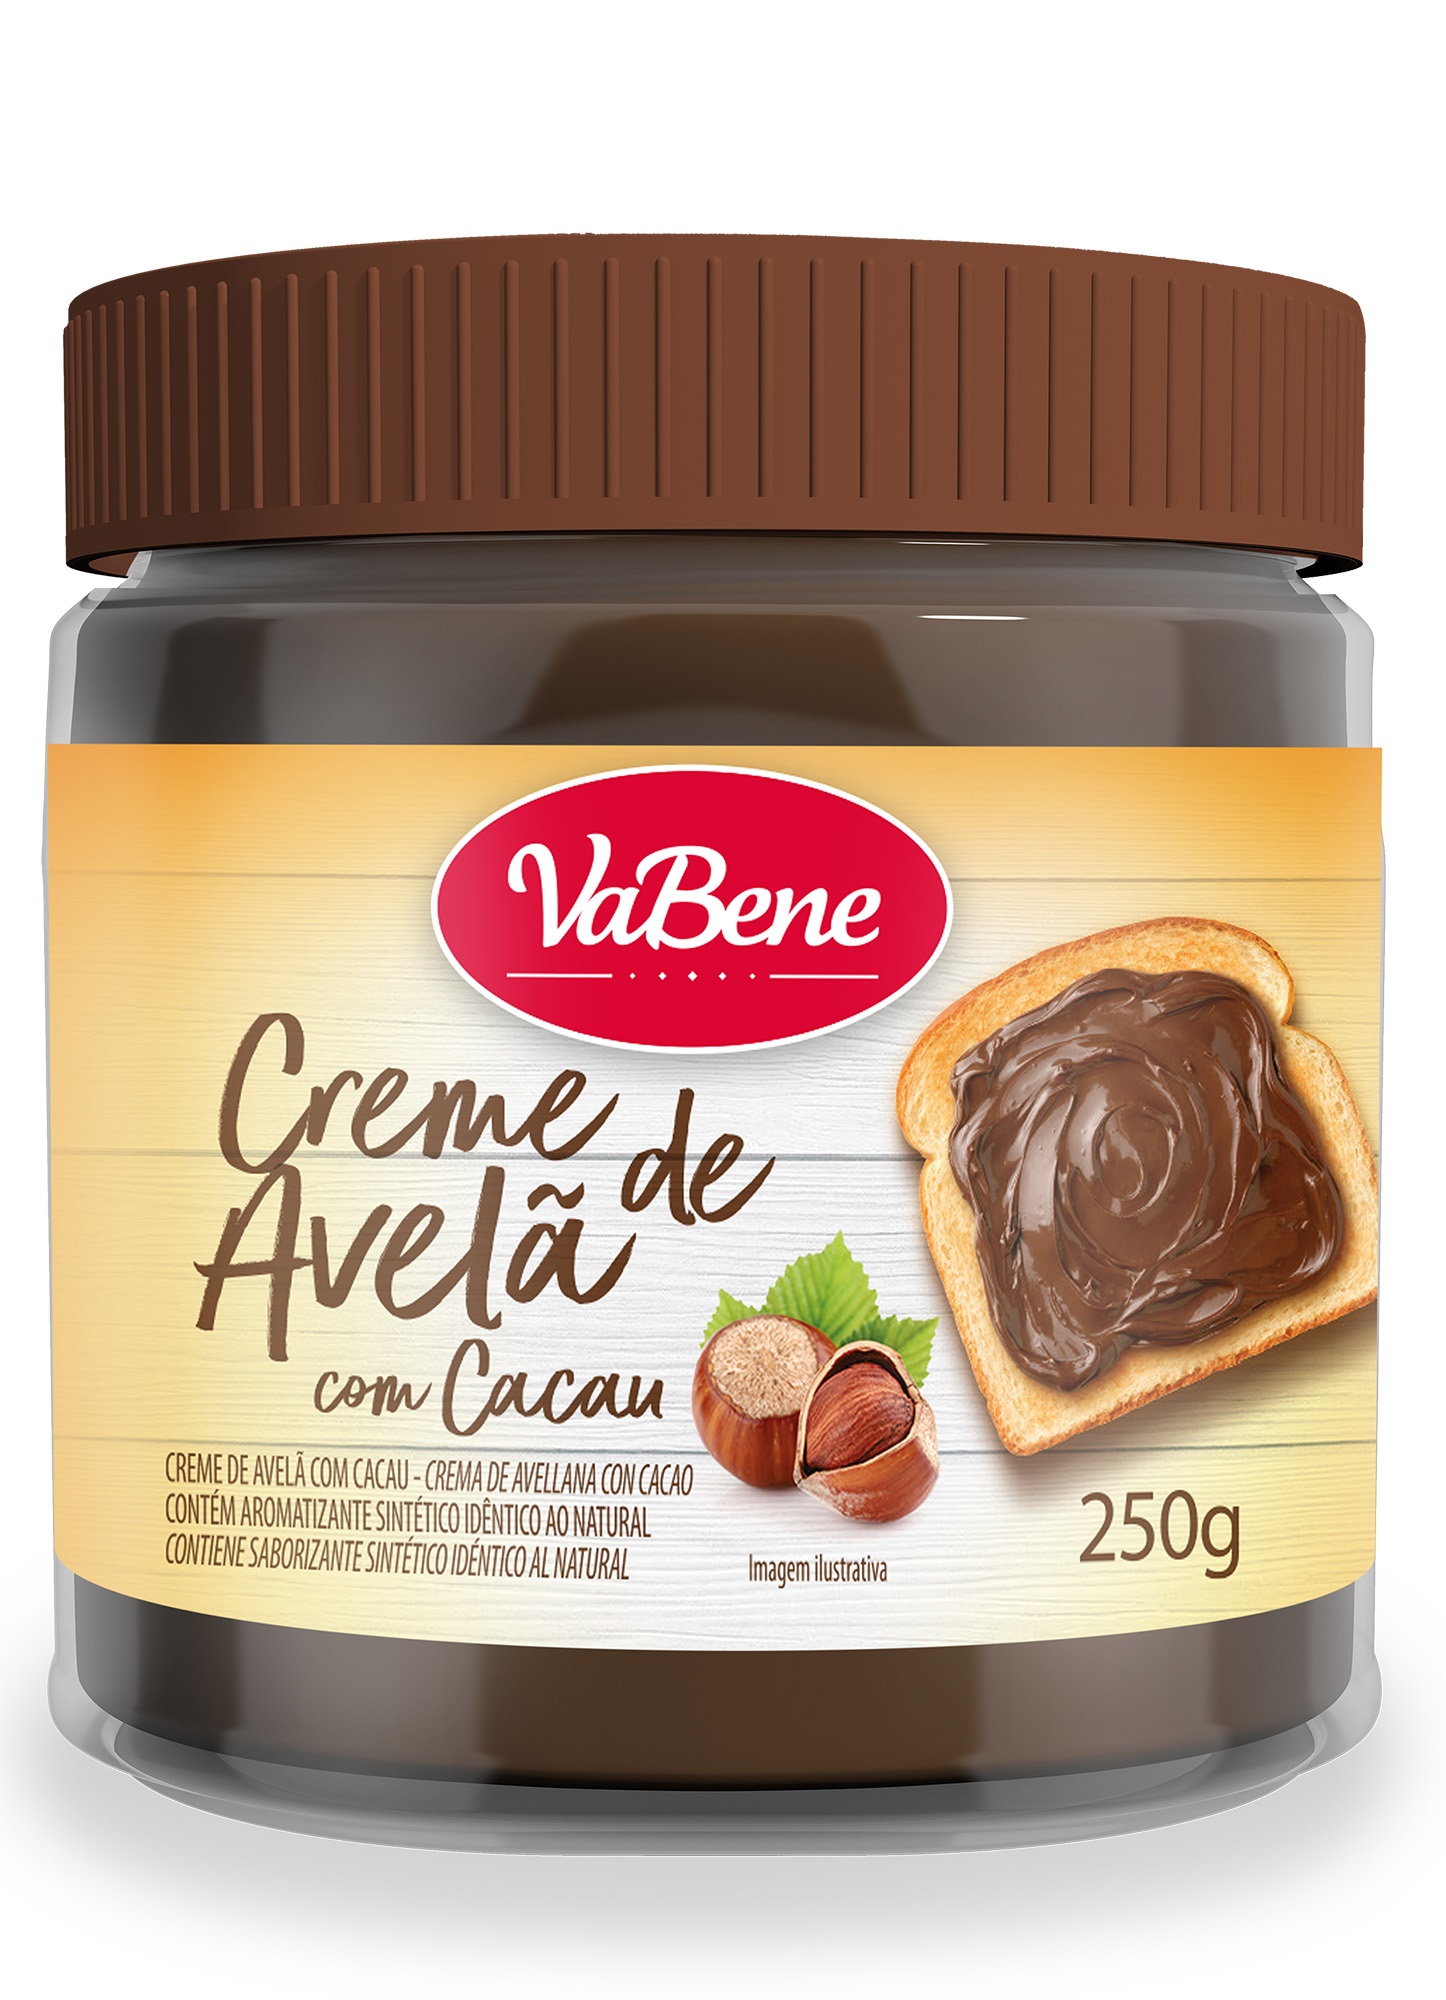 VaBene
Creme de
Avelã
com Cacau
CREME DE AVELÃ COM CACAU - CREMA DE AVELLANA CON CACAO
CONTÉM AROMATIZANTE SINTÉTICO IDÊNTICO AO NATURAL
CONTIENE SABORIZANTE SINTÉTICO IDÉNTICO AL NATURAL
Imagem ilustrativa
250g